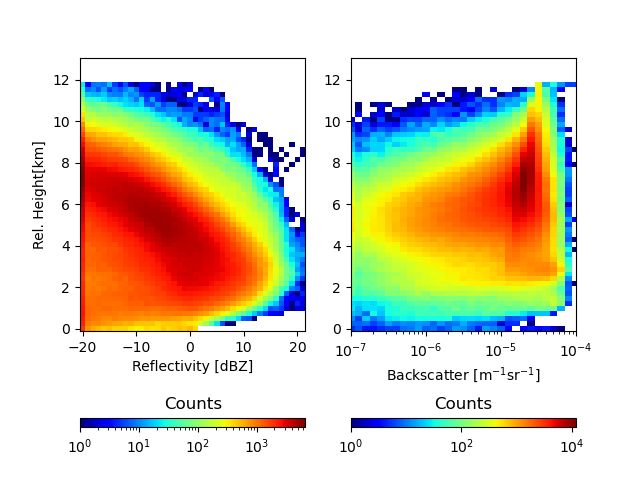 12
10
8
6
4
2
0
Rel. Height[km]
−20 −10 0 10 20
Reflectivity [dBZ]
12
10
8
6
4
2
0
10⁻⁷ 10⁻⁶ 10⁻⁵ 10⁻⁴
Backscatter [m⁻¹sr⁻¹]
Counts
10⁰ 10¹ 10² 10³
Counts
10⁰ 10² 10⁴